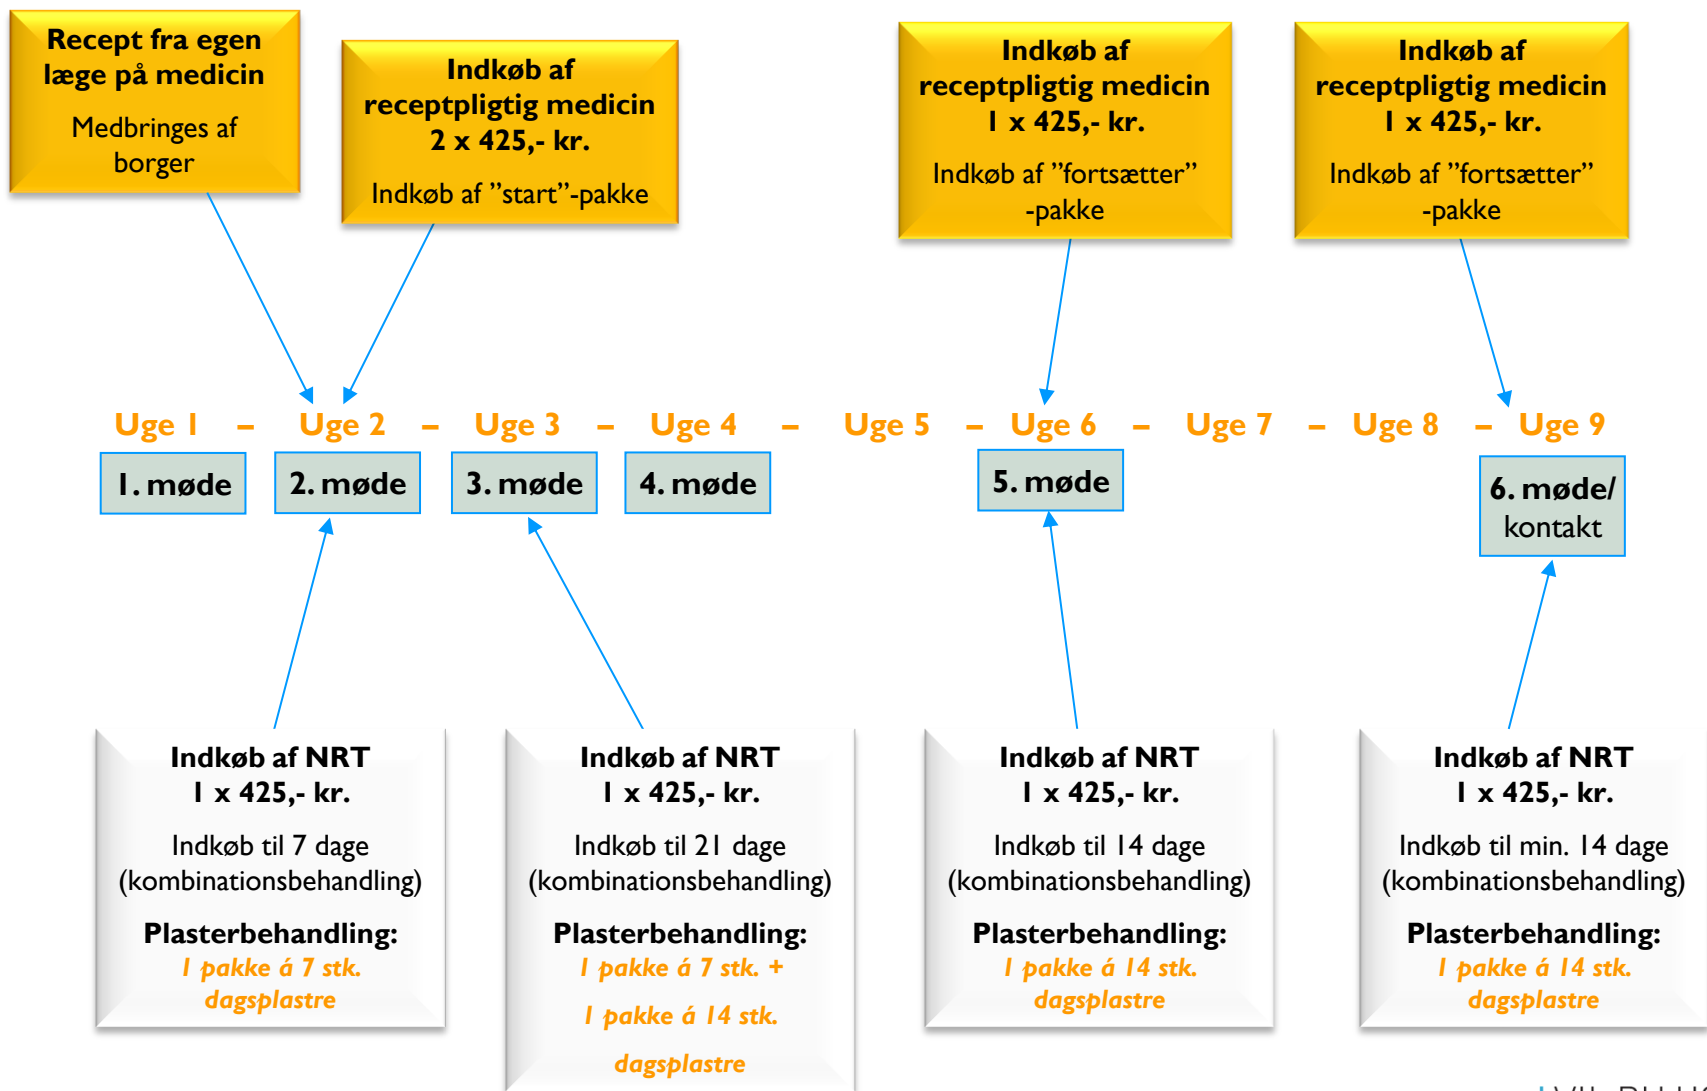 Recept fra egen
læge på medicin
Medbringes af
borger
Indkøb af
receptpligtig medicin
2 x 425,- kr.
Indkøb af ”start”-pakke
Indkøb af
receptpligtig medicin
1 x 425,- kr.
Indkøb af ”fortsætter”
-pakke
Indkøb af
receptpligtig medicin
1 x 425,- kr.
Indkøb af ”fortsætter”
-pakke
Uge 1 – Uge 2 – Uge 3 – Uge 4 – Uge 5 – Uge 6 – Uge 7 – Uge 8 – Uge 9
1. møde
2. møde
3. møde
4. møde
5. møde
6. møde/
kontakt
Indkøb af NRT
1 x 425,- kr.
Indkøb til 7 dage
(kombinationsbehandling)
Plasterbehandling:
1 pakke á 7 stk.
dagsplastre
Indkøb af NRT
1 x 425,- kr.
Indkøb til 21 dage
(kombinationsbehandling)
Plasterbehandling:
1 pakke á 7 stk. +
1 pakke á 14 stk.
dagsplastre
Indkøb af NRT
1 x 425,- kr.
Indkøb til 14 dage
(kombinationsbehandling)
Plasterbehandling:
1 pakke á 14 stk.
dagsplastre
Indkøb af NRT
1 x 425,- kr.
Indkøb til min. 14 dage
(kombinationsbehandling)
Plasterbehandling:
1 pakke á 14 stk.
dagsplastre